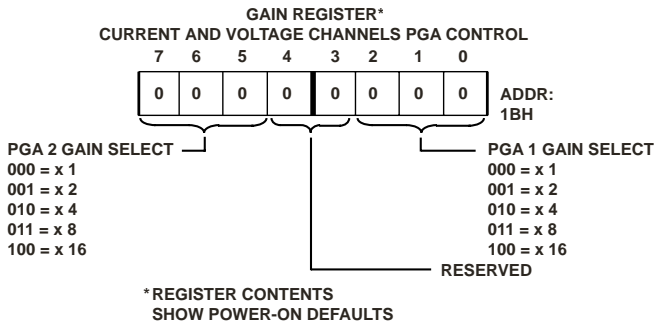 GAIN REGISTER*
CURRENT AND VOLTAGE CHANNELS PGA CONTROL
7 6 5 4 3 2 1 0
0 0 0 0 0 0 0 0
ADDR:
1BH
PGA 2 GAIN SELECT
000 = x 1
001 = x 2
010 = x 4
011 = x 8
100 = x 16
PGA 1 GAIN SELECT
000 = x 1
001 = x 2
010 = x 4
011 = x 8
100 = x 16
RESERVED
*REGISTER CONTENTS
SHOW POWER-ON DEFAULTS